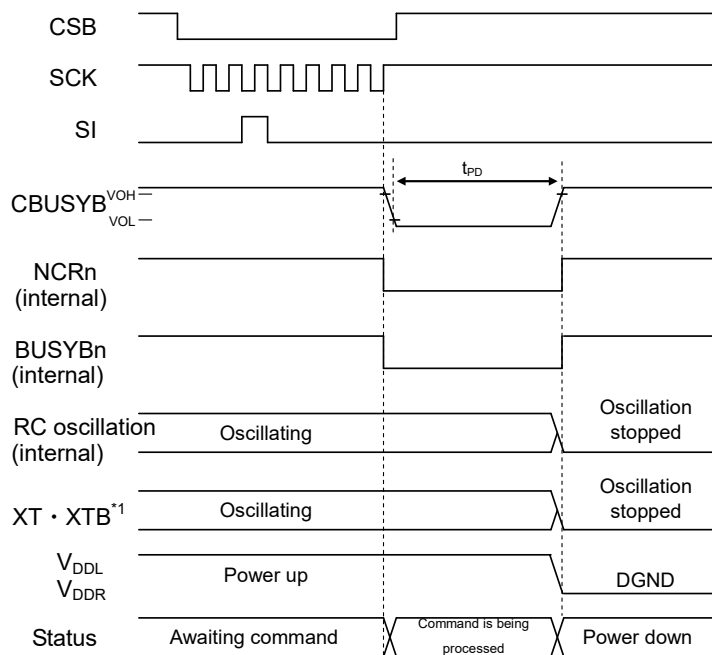 CSB
SCK
SI
tPD
CBUSYB VOH
VOL
NCRn
(internal)
BUSYBn
(internal)
RC oscillation
(internal)
Oscillating
Oscillation
stopped
XT・XTB*1
Oscillating
Oscillation
stopped
VDDL
VDDR
Power up
DGND
Status
Awaiting command
Command is being
processed
Power down